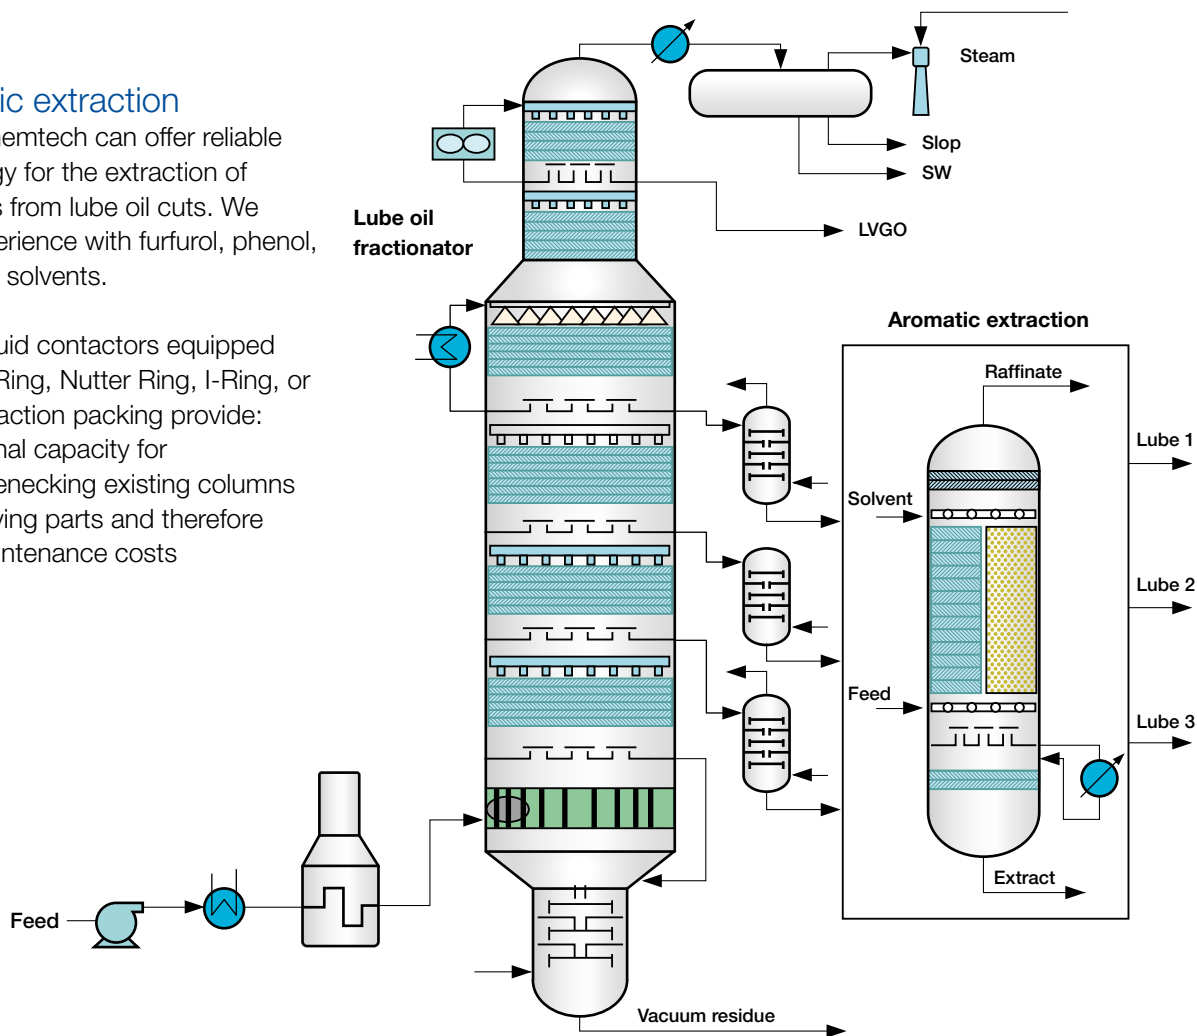 ic extraction
emtech can offer reliable
gy for the extraction of
s from lube oil cuts. We
perience with furfurol, phenol,
solvents.
uid contactors equipped
Ring, Nutter Ring, I-Ring, or
action packing provide:
nal capacity for
enecking existing columns
ving parts and therefore
intenance costs
Lube oil
fractionator
Steam
Slop
SW
LVGO
Aromatic extraction
Raffinate
Solvent
Feed
Extract
Lube 1
Lube 2
Lube 3
Feed
Vacuum residue